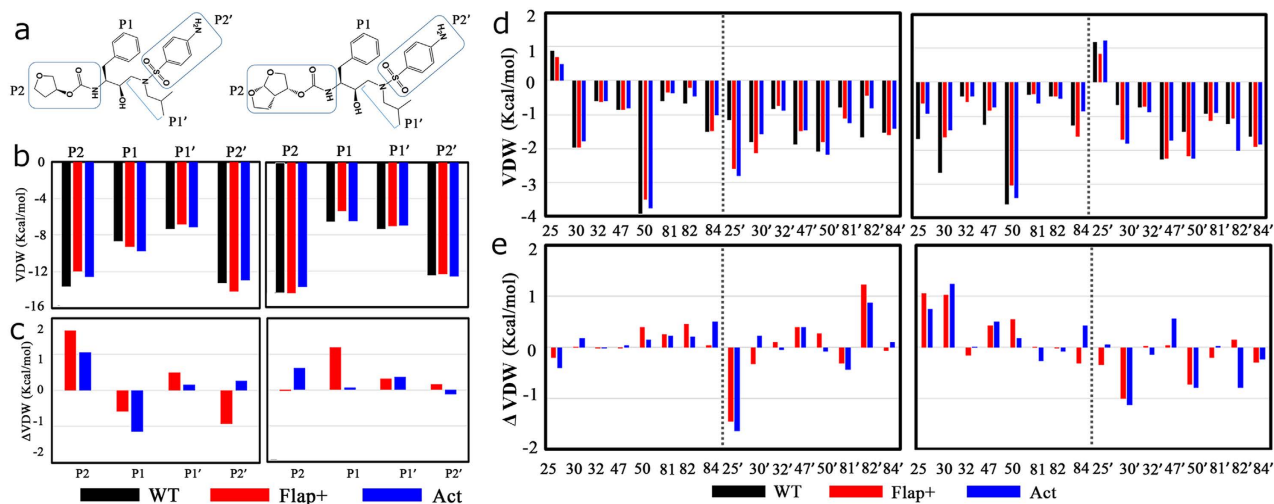 a
P1
P2'
NH₂
O
O
S
O
N
O
N
H
O
OH
P2
P1'
P1
P2'
NH₂
O
O
O
S
O
N
O
N
H
O
OH
P2
P1'
b
P2 P1 P1' P2'
P2 P1 P1' P2'
VDW (Kcal/mol)
0
-4
-8
-12
-16
c
ΔVDW (Kcal/mol)
2
1
0
-1
-2
P2 P1 P1' P2'
P2 P1 P1' P2'
WT Flap+ Act
d
VDW (Kcal/mol)
2
1
0
-1
-2
-3
-4
25 30 32 47 50 81 82 84 25' 30' 32' 47' 50' 81' 82' 84'
25 30 32 47 50 81 82 84 25' 30' 32' 47' 50' 81' 82' 84'
e
Δ VDW (Kcal/mol)
2
1
0
-1
-2
25 30 32 47 50 81 82 84 25' 30' 32' 47' 50' 81' 82' 84'
25 30 32 47 50 81 82 84 25' 30' 32' 47' 50' 81' 82' 84'
WT Flap+ Act